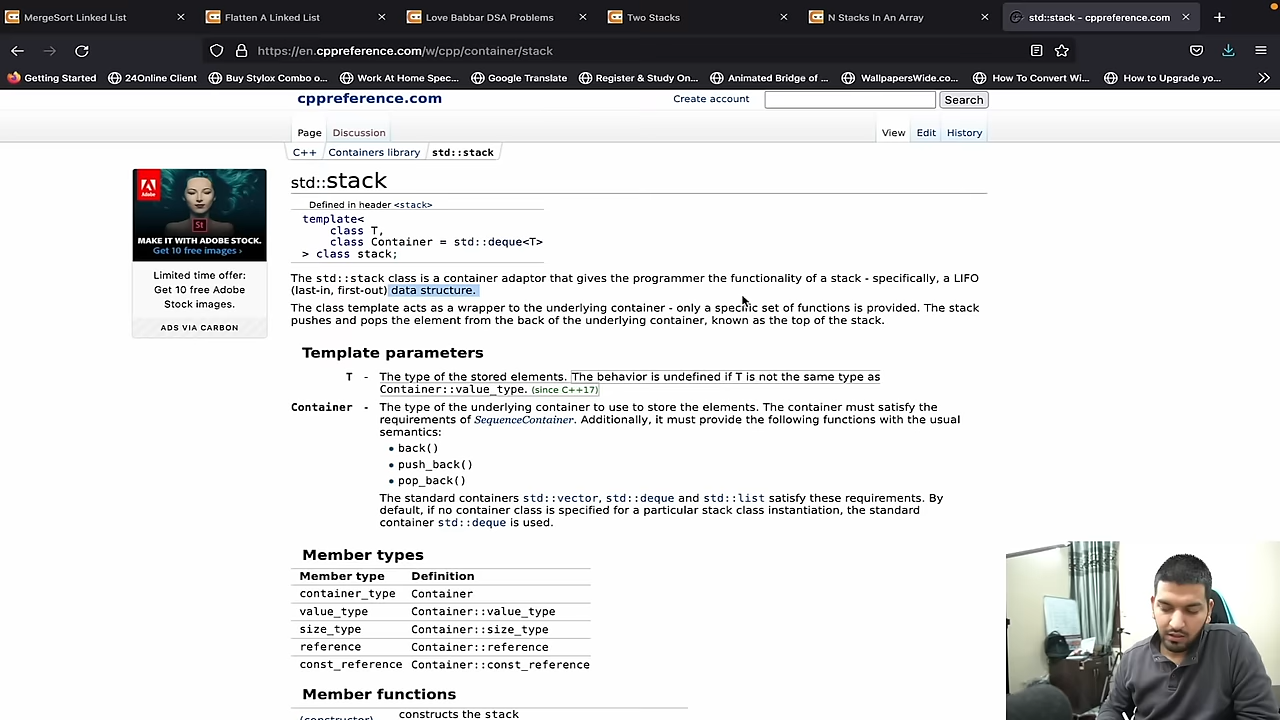 MergeSort Linked List
Flatten A Linked List
Love Babbar DSA Problems
Two Stacks
N Stacks In An Array
std::stack - cppreference.com
https://en.cppreference.com/w/cpp/container/stack
Getting Started
24Online Client
Buy Stylox Combo o...
Work At Home Spec...
Google Translate
Register & Study On...
Animated Bridge of ...
WallpapersWide.co...
How To Convert Wi...
How to Upgrade yo...
cppreference.com
Create account
Search
Page
Discussion
View
Edit
History
C++
Containers library
std::stack
std::stack
Defined in header <stack>
template<
class T,
class Container = std::deque<T>
> class stack;
The std::stack class is a container adaptor that gives the programmer the functionality of a stack - specifically, a LIFO
(last-in, first-out) data structure.
The class template acts as a wrapper to the underlying container - only a specific set of functions is provided. The stack
pushes and pops the element from the back of the underlying container, known as the top of the stack.
MAKE IT WITH ADOBE STOCK.
Get 10 free images ›
Limited time offer:
Get 10 free Adobe
Stock images.
ADS VIA CARBON
Template parameters
T - The type of the stored elements. The behavior is undefined if T is not the same type as
Container::value_type. (since C++17)
Container - The type of the underlying container to use to store the elements. The container must satisfy the
requirements of SequenceContainer. Additionally, it must provide the following functions with the usual
semantics:
• back()
• push_back()
• pop_back()
The standard containers std::vector, std::deque and std::list satisfy these requirements. By
default, if no container class is specified for a particular stack class instantiation, the standard
container std::deque is used.
Member types
Member type Definition
container_type Container
value_type Container::value_type
size_type Container::size_type
reference Container::reference
const_reference Container::const_reference
Member functions
(constructor) constructs the stack